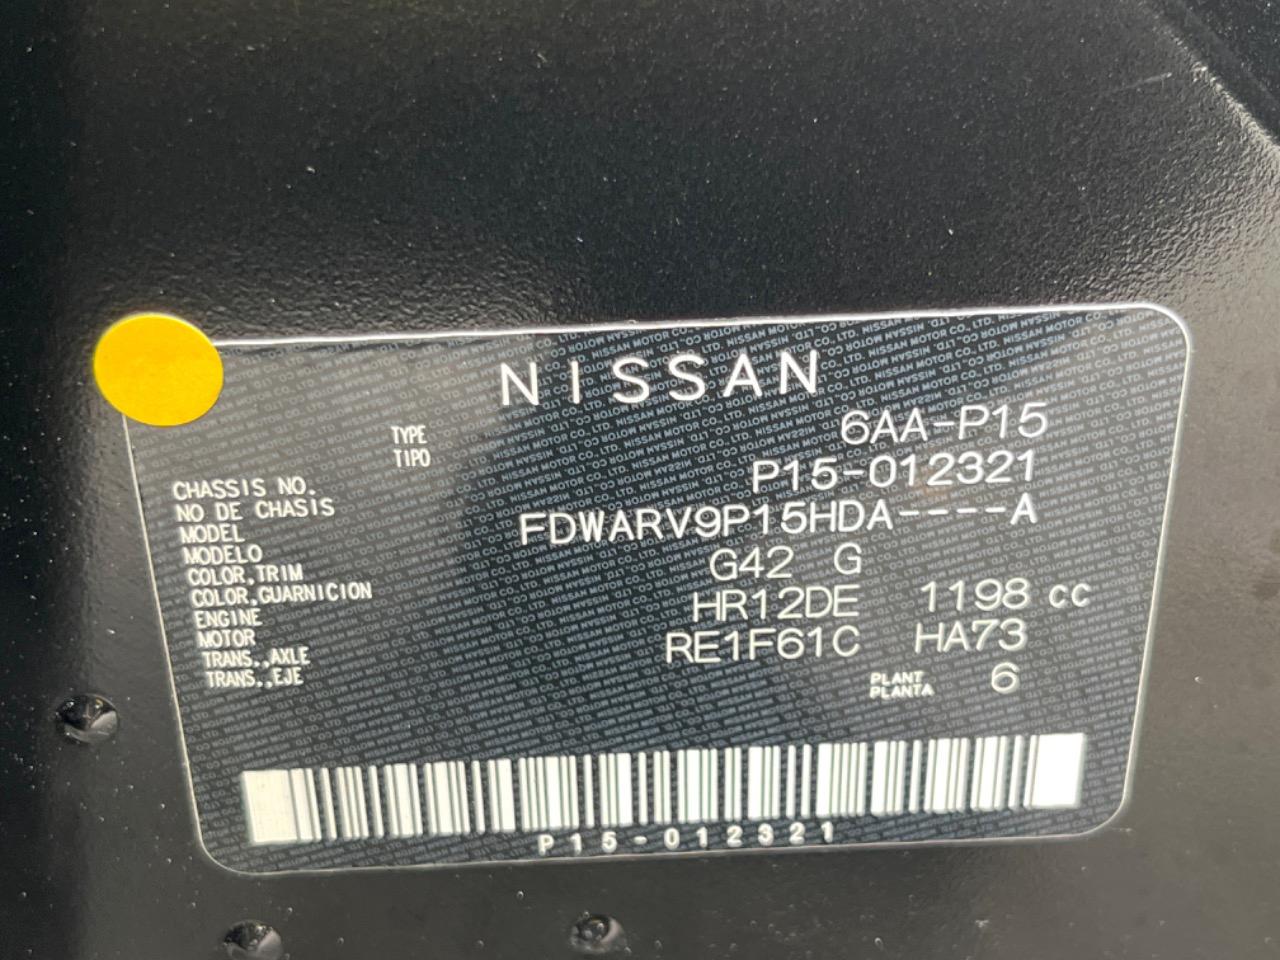 NISSAN
TYPE 6AA-P15
TIPO
CHASSIS NO. P15-012321
NO DE CHASIS
MODEL FDWARV9P15HDA----A
MODELO
COLOR,TRIM G42 G
COLOR,GUARNICION
ENGINE HR12DE 1198 cc
MOTOR
TRANS.,AXLE RE1F61C HA73
TRANS.,EJE
PLANT 6
PLANTA
P15-012321